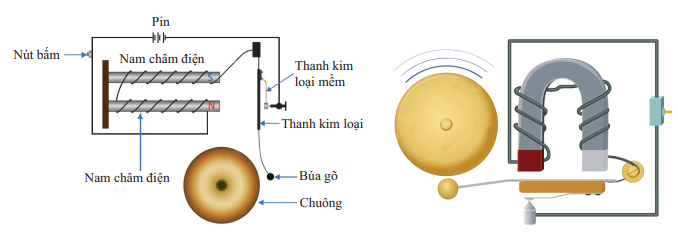 Pin
Nút bấm
Nam châm điện
S
Thanh kim
loại mềm
N
Thanh kim loại
Nam châm điện
Búa gõ
Chuông